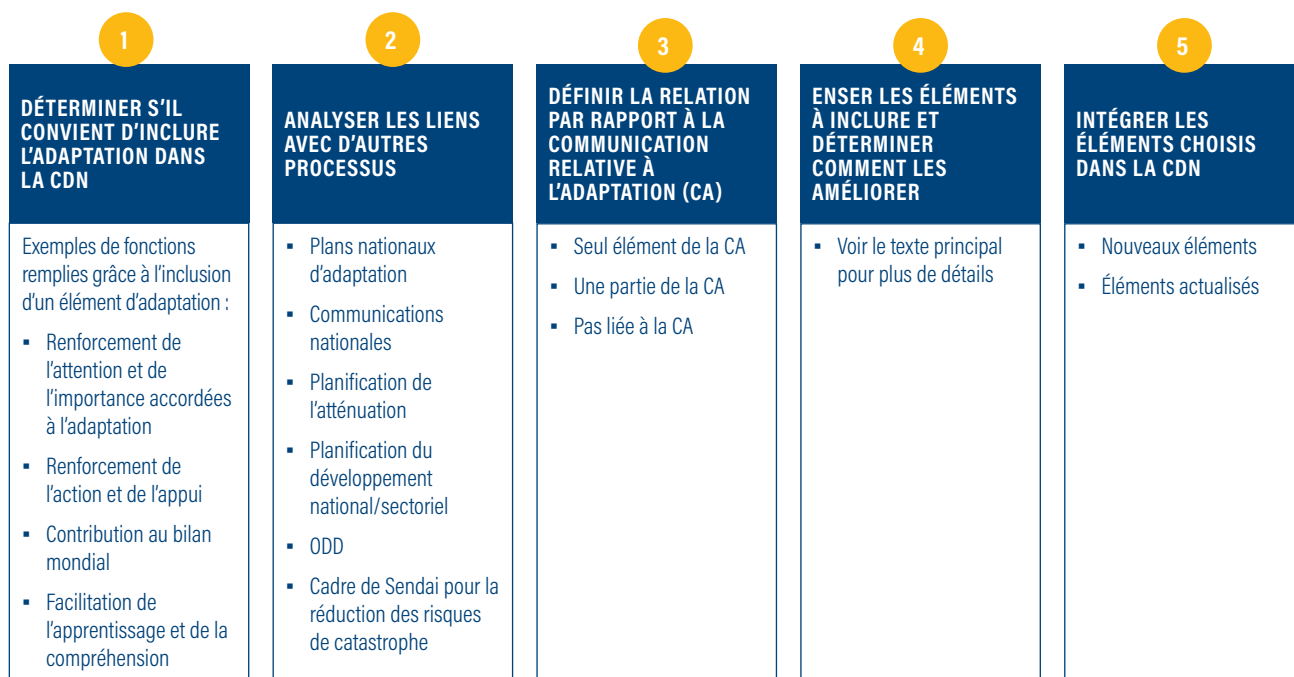 1
DÉTERMINER S'IL
CONVIENT D'INCLURE
L'ADAPTATION DANS
LA CDN
Exemples de fonctions
remplies grâce à l'inclusion
d'un élément d'adaptation :
▪ Renforcement de
l'attention et de
l'importance accordées
à l'adaptation
▪ Renforcement de
l'action et de l'appui
▪ Contribution au bilan
mondial
▪ Facilitation de
l'apprentissage et de la
compréhension
2
ANALYSER LES LIENS
AVEC D'AUTRES
PROCESSUS
▪ Plans nationaux
d'adaptation
▪ Communications
nationales
▪ Planification de
l'atténuation
▪ Planification du
développement
national/sectoriel
▪ ODD
▪ Cadre de Sendai pour la
réduction des risques
de catastrophe
3
DÉFINIR LA RELATION
PAR RAPPORT À LA
COMMUNICATION
RELATIVE À
L'ADAPTATION (CA)
▪ Seul élément de la CA
▪ Une partie de la CA
▪ Pas liée à la CA
4
ENSER LES ÉLÉMENTS
À INCLURE ET
DÉTERMINER
COMMENT LES
AMÉLIORER
▪ Voir le texte principal
pour plus de détails
5
INTÉGRER LES
ÉLÉMENTS CHOISIS
DANS LA CDN
▪ Nouveaux éléments
▪ Éléments actualisés